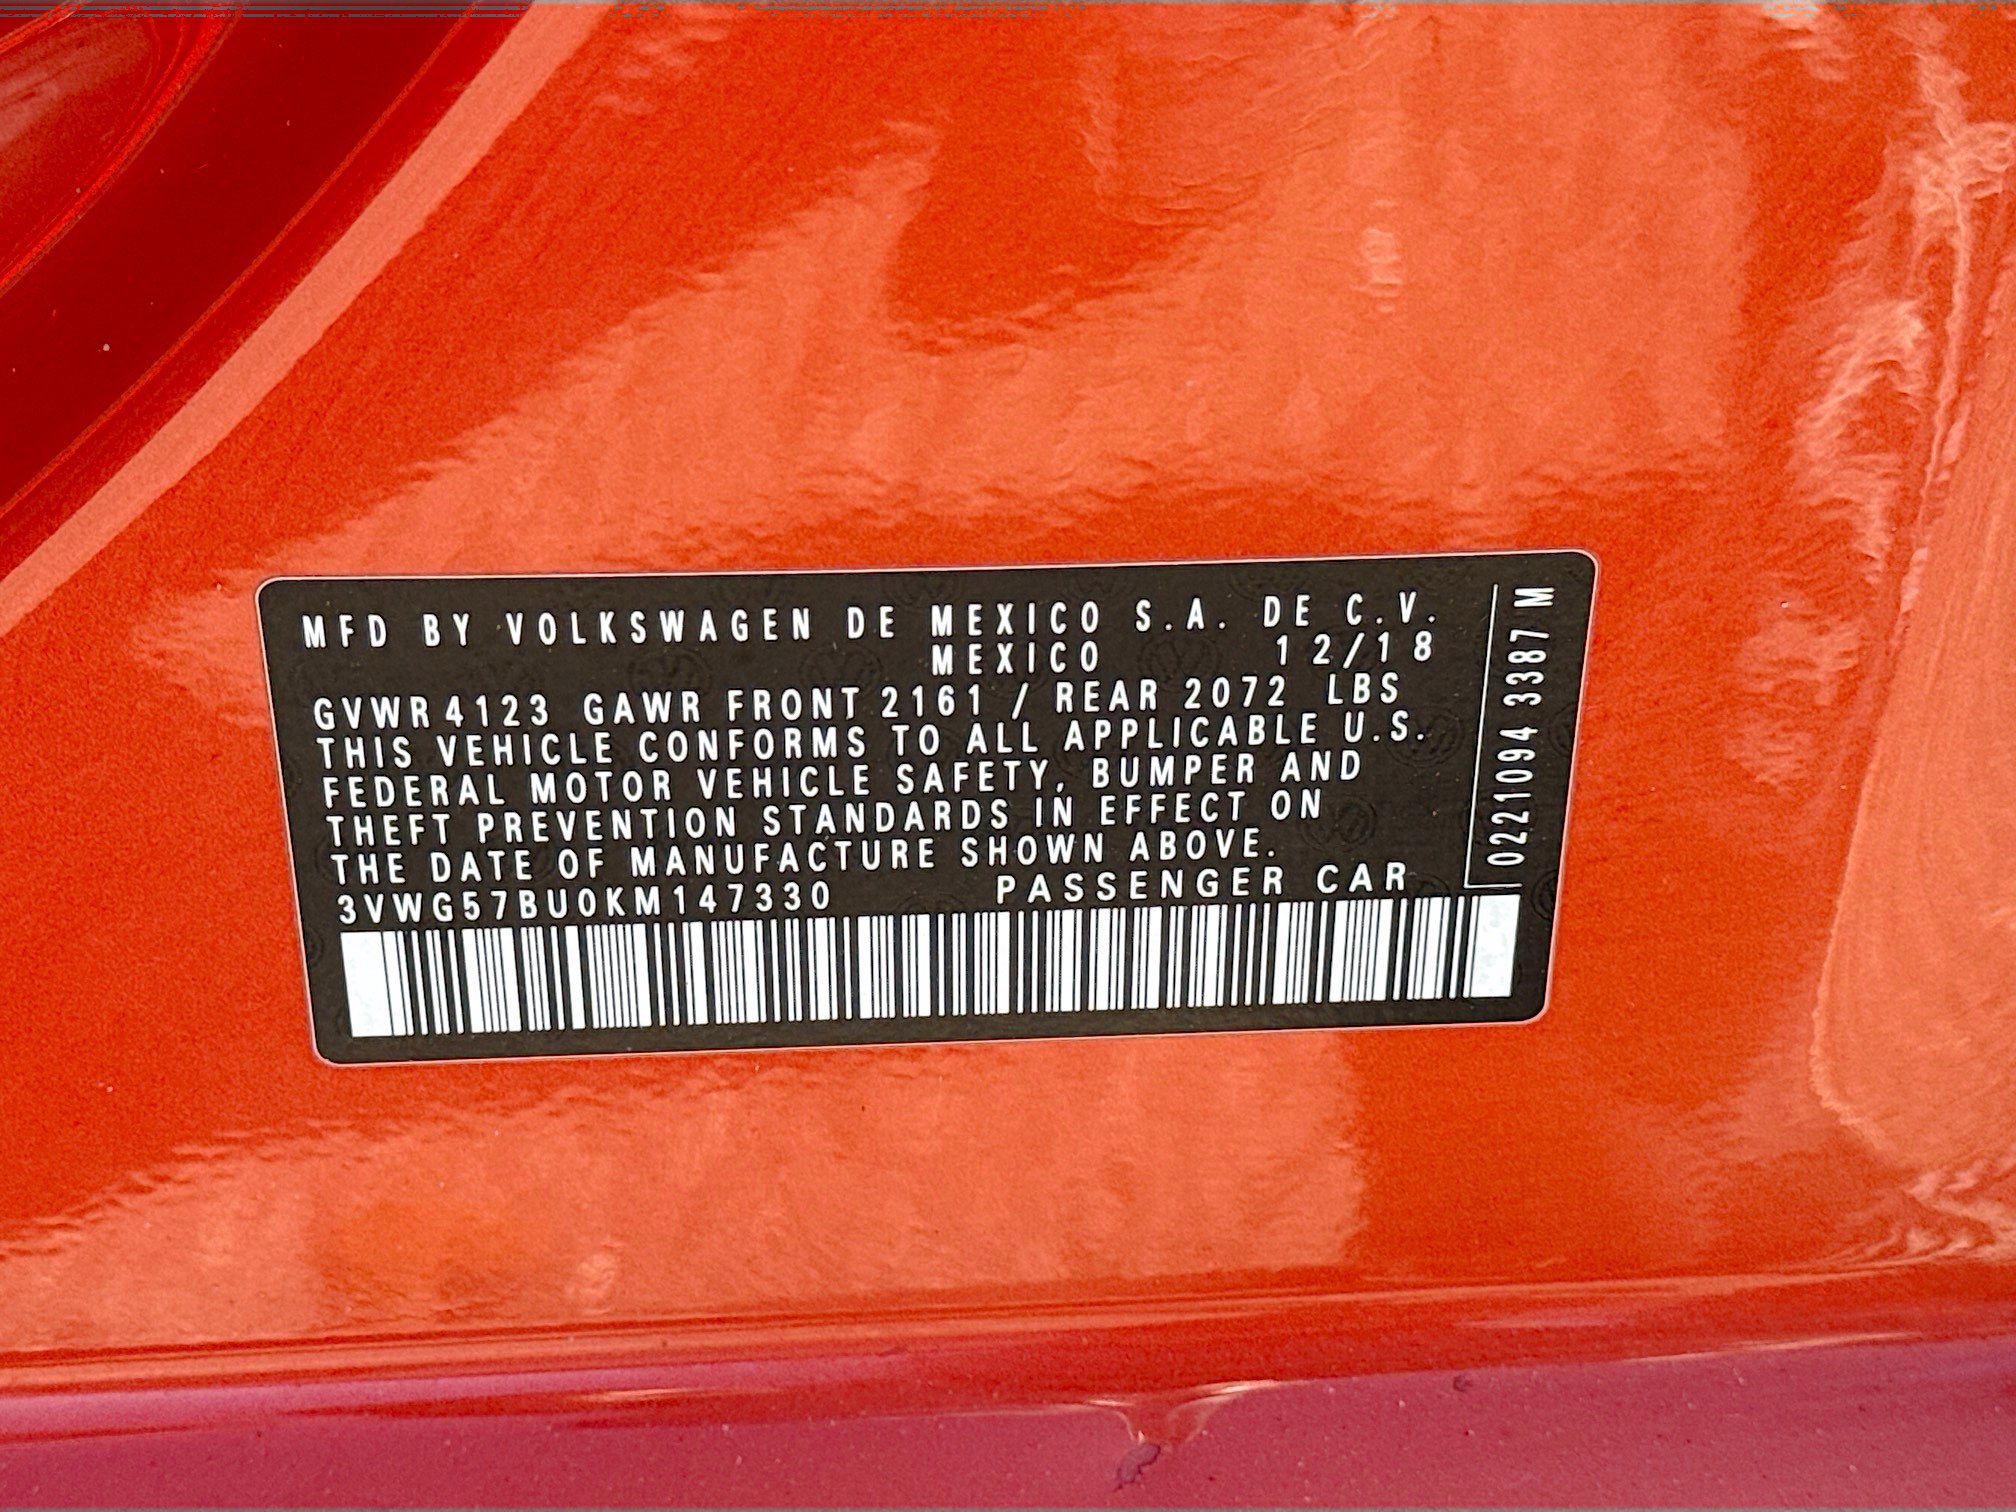 MFD BY VOLKSWAGEN DE MEXICO S.A. DE C.V.
MEXICO 12/18
GVWR 4123 GAWR FRONT 2161 / REAR 2072 LBS
THIS VEHICLE CONFORMS TO ALL APPLICABLE U.S.
FEDERAL MOTOR VEHICLE SAFETY, BUMPER AND
THEFT PREVENTION STANDARDS IN EFFECT ON
THE DATE OF MANUFACTURE SHOWN ABOVE.
3VWG57BU0KM147330 PASSENGER CAR
0221094 3387 M